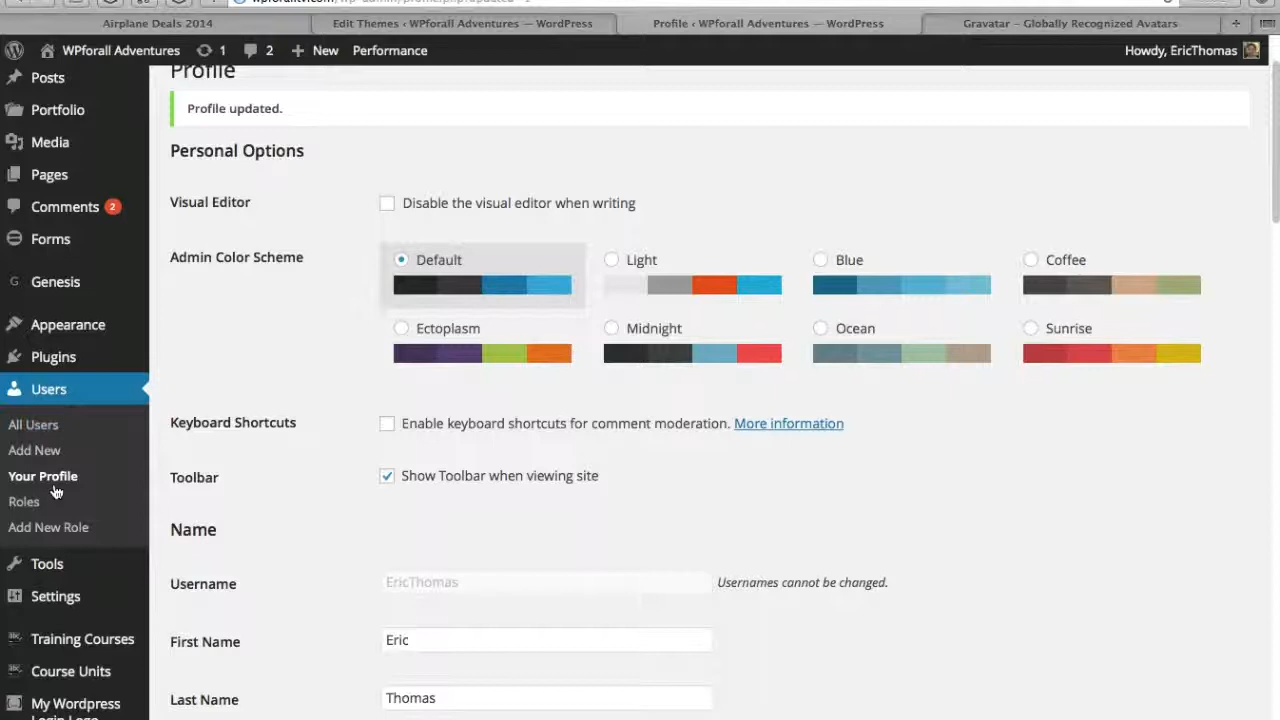 Airplane Deals 2014
Edit Themes ‹ WPforall Adventures — WordPress
Profile ‹ WPforall Adventures — WordPress
Gravatar – Globally Recognized Avatars
WPforall Adventures
1
2
New
Performance
Howdy, EricThomas
Posts
Portfolio
Media
Pages
Comments 2
Forms
Genesis
Appearance
Plugins
Users
All Users
Add New
Your Profile
Roles
Add New Role
Tools
Settings
Training Courses
Course Units
My Wordpress
Login Logo
Profile
Profile updated.
Personal Options
Visual Editor
Disable the visual editor when writing
Admin Color Scheme
Default
Light
Blue
Coffee
Ectoplasm
Midnight
Ocean
Sunrise
Keyboard Shortcuts
Enable keyboard shortcuts for comment moderation. More information
Toolbar
Show Toolbar when viewing site
Name
Username
EricThomas
Usernames cannot be changed.
First Name
Eric
Last Name
Thomas